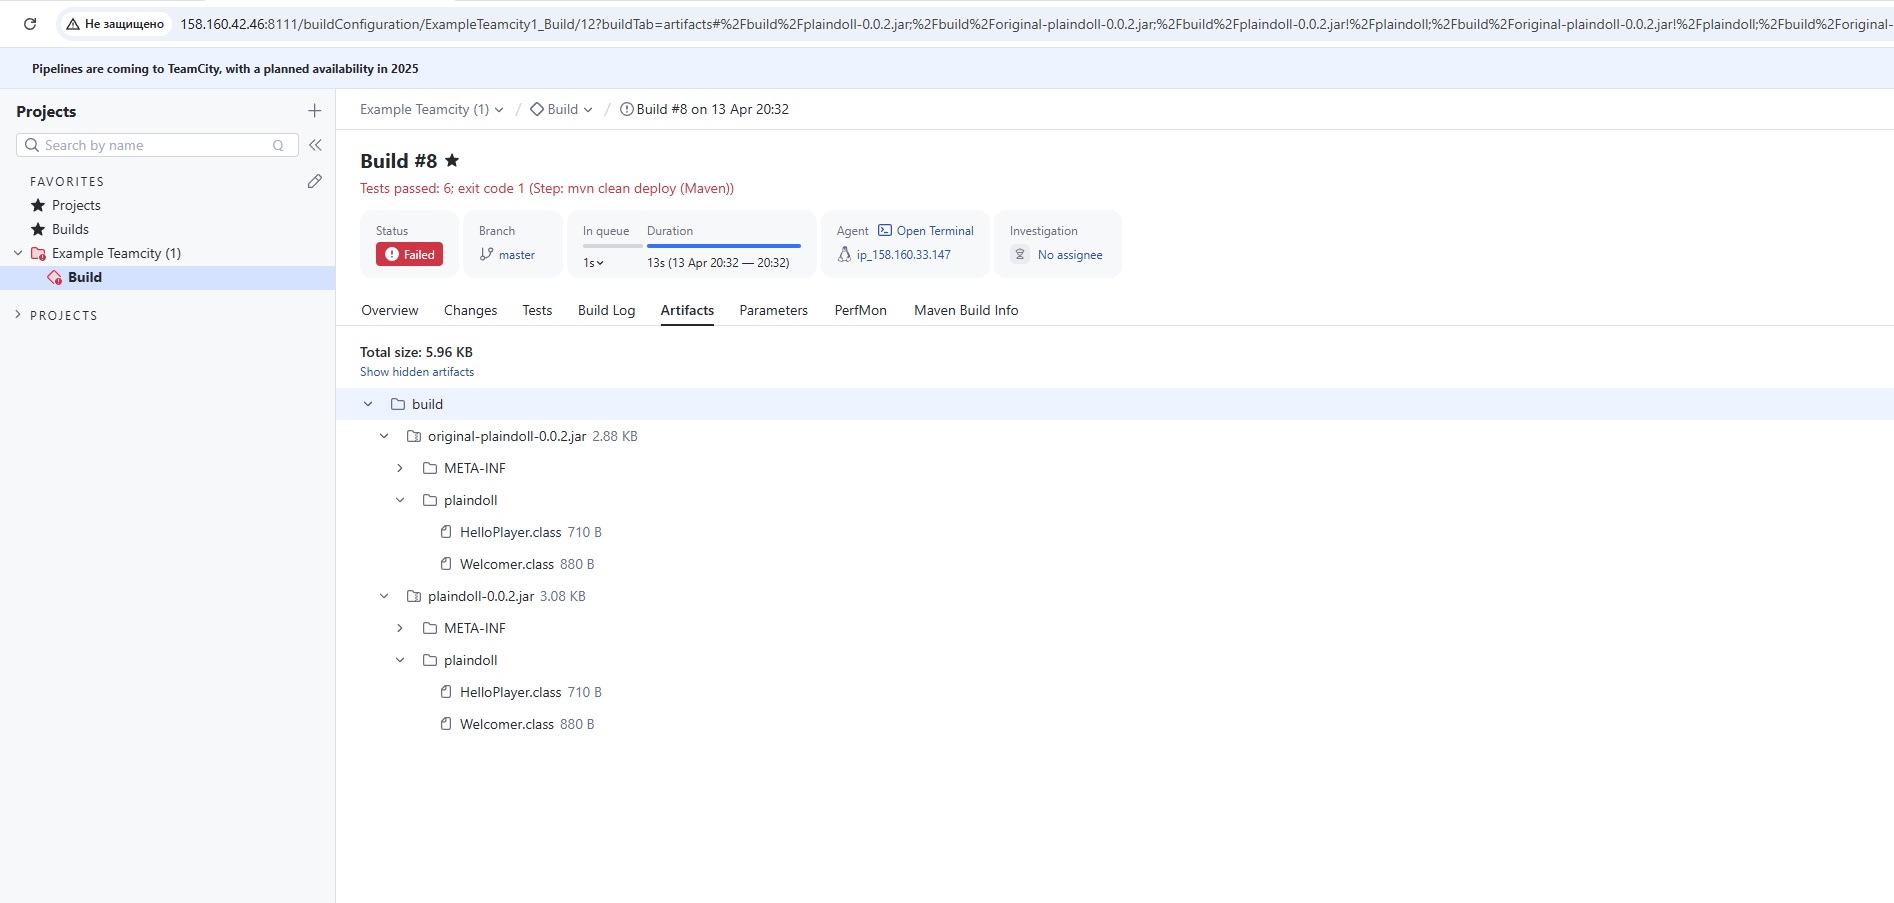 Не защищено 158.160.42.46:8111/buildConfiguration/ExampleTeamcity1_Build/12?buildTab=artifacts#%2Fbuild%2Fplaindoll-0.0.2.jar;%2Fbuild%2Foriginal-plaindoll-0.0.2.jar;%2Fbuild%2Fplaindoll-0.0.2.jar!%2Fplaindoll;%2Fbuild%2Foriginal-plaindoll-0.0.2.jar!%2Fplaindoll;%2Fbuild%2Foriginal-
Pipelines are coming to TeamCity, with a planned availability in 2025
Projects
Search by name Q
FAVORITES
Projects
Builds
Example Teamcity (1)
Build
PROJECTS
Example Teamcity (1) / Build / Build #8 on 13 Apr 20:32
Build #8
Tests passed: 6; exit code 1 (Step: mvn clean deploy (Maven))
Status
Failed
Branch
master
In queue
1s
Duration
13s (13 Apr 20:32 — 20:32)
Agent Open Terminal
ip_158.160.33.147
Investigation
No assignee
Overview Changes Tests Build Log Artifacts Parameters PerfMon Maven Build Info
Total size: 5.96 KB
Show hidden artifacts
build
original-plaindoll-0.0.2.jar 2.88 KB
META-INF
plaindoll
HelloPlayer.class 710 B
Welcomer.class 880 B
plaindoll-0.0.2.jar 3.08 KB
META-INF
plaindoll
HelloPlayer.class 710 B
Welcomer.class 880 B